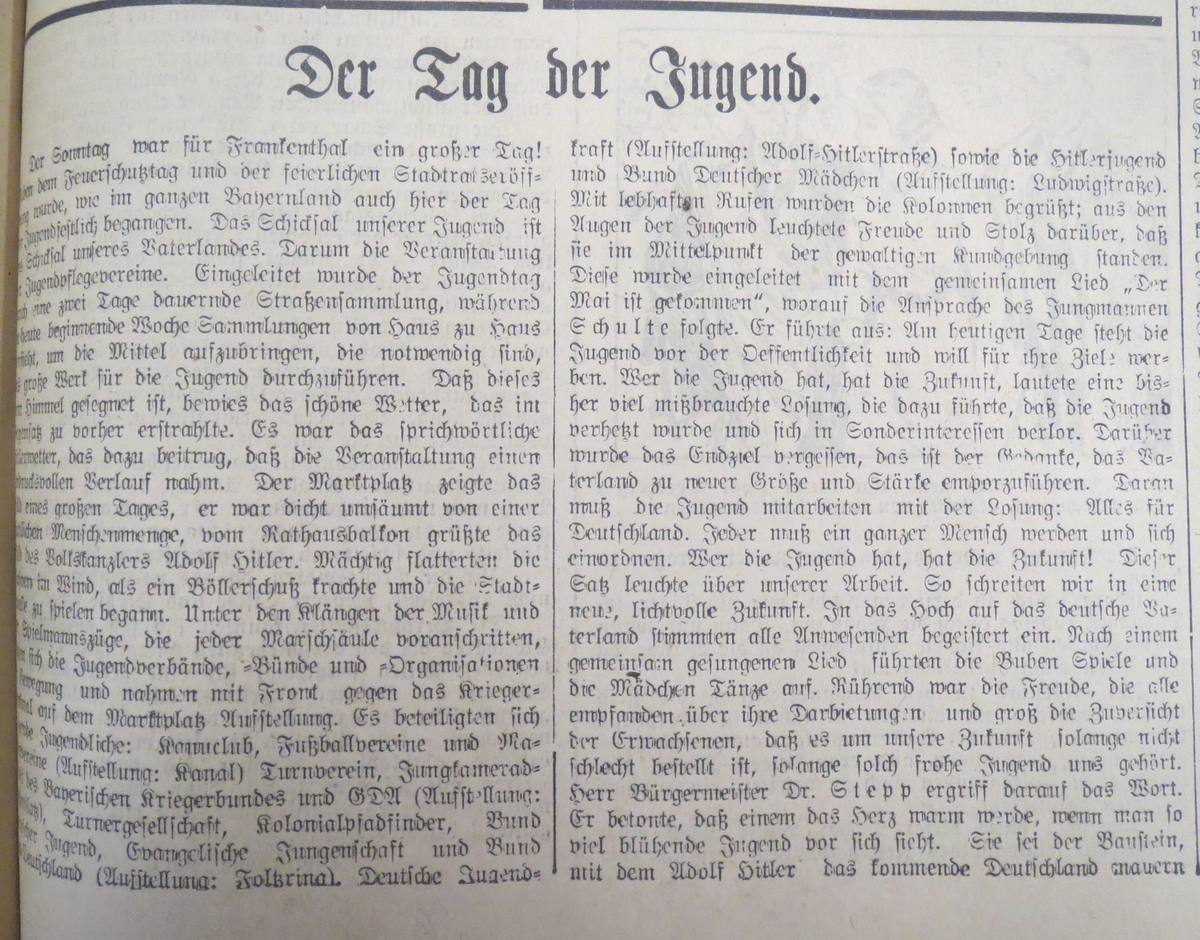 Der Tag der Jugend.
Der Sonntag war für Frankenthal ein großer Tag!
dem Feuerschutztag und der feierlichen Stadtratseröff-
wurde, wie im ganzen Bayernland auch hier der Tag
Jugend festlich begangen. Das Schicksal unserer Jugend ist
Schicksal unseres Vaterlandes. Darum die Veranstaltung
Jugendpflegevereine. Eingeleitet wurde der Jugendtag
eine zwei Tage dauernde Straßensammlung, während
heute beginnende Woche Sammlungen von Haus zu Haus
um die Mittel aufzubringen, die notwendig sind,
große Werk für die Jugend durchzuführen. Daß dieses
Himmel gesegnet ist, bewies das schöne Wetter, das im
zu vorher erstrahlte. Es war das sprichwörtliche
das dazu beitrug, daß die Veranstaltung einen
Verlauf nahm. Der Marktplatz zeigte das
eines großen Tages, er war dicht umsäumt von einer
Menschenmenge, vom Rathausbalkon grüßte das
des Volkskanzlers Adolf Hitler. Mächtig flatterten die
im Wind, als ein Böllerschuß krachte und die Stadt-
zu spielen begann. Unter den Klängen der Musik und
Spielmannszüge, die jeder Marschsäule voranschritten,
sich die Jugendverbände, =Bünde und =Organisationen
und nahmen mit Front gegen das Krieger-
auf dem Marktplatz Aufstellung. Es beteiligten sich
Jugendliche: Kanuclub, Fußballvereine und Ma-
(Aufstellung: Kanal) Turnverein, Jungkamerad-
des Bayerischen Kriegerbundes und GDA (Aufstellung:
Turnergesellschaft, Kolonialpfadfinder, Bund
Jugend, Evangelische Jungenschaft und Bund
(Aufstellung: Foltzring). Deutsche Jugend-
kraft (Aufstellung: Adolf-Hitlerstraße) sowie die Hitlerjugend
und Bund Deutscher Mädchen (Aufstellung: Ludwigstraße).
Mit lebhaften Rufen wurden die Kolonnen begrüßt; aus den
Augen der Jugend leuchtete Freude und Stolz darüber, daß
sie im Mittelpunkt der gewaltigen Kundgebung standen.
Diese wurde eingeleitet mit dem gemeinsamen Lied „Der
Mai ist gekommen“, worauf die Ansprache des Jungmannen
Schulte folgte. Er führte aus: Am heutigen Tage steht die
Jugend vor der Oeffentlichkeit und will für ihre Ziele wer-
ben. Wer die Jugend hat, hat die Zukunft, lautete eine bis-
her viel mißbrauchte Losung, die dazu führte, daß die Jugend
verhetzt wurde und sich in Sonderinteressen verlor. Darüber
wurde das Endziel vergessen, das ist der Gedanke, das Va-
terland zu neuer Größe und Stärke emporzuführen. Daran
muß die Jugend mitarbeiten mit der Losung: Alles für
Deutschland. Jeder muß ein ganzer Mensch werden und sich
einordnen. Wer die Jugend hat, hat die Zukunft! Dieser
Satz leuchte über unserer Arbeit. So schreiten wir in eine
neue, lichtvolle Zukunft. In das Hoch auf das deutsche Va-
terland stimmten alle Anwesenden begeistert ein. Nach einem
gemeinsam gesungenen Lied führten die Buben Spiele und
die Mädchen Tänze auf. Rührend war die Freude, die alle
empfanden über ihre Darbietungen und groß die Zuversicht
der Erwachsenen, daß es um unsere Zukunft solange nicht
schlecht bestellt ist, solange solch frohe Jugend uns gehört.
Herr Bürgermeister Dr. Stepp ergriff darauf das Wort.
Er betonte, daß einem das Herz warm werde, wenn man so
viel blühende Jugend vor sich sieht. Sie sei der Baustein,
mit dem Adolf Hitler das kommende Deutschland mauern